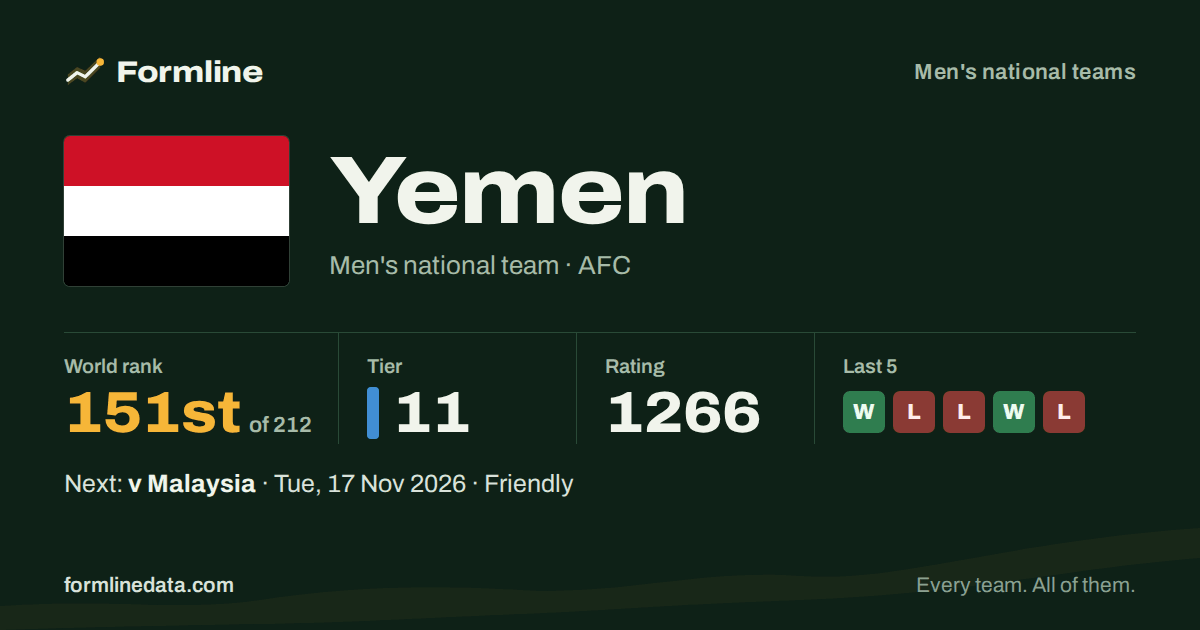 Formline
Men's national teams
Yemen
Men's national team · AFC
World rank
151st of 212
Tier
11
Rating
1266
Last 5
W L L W L
Next: v Malaysia · Tue, 17 Nov 2026 · Friendly
formlinedata.com
Every team. All of them.